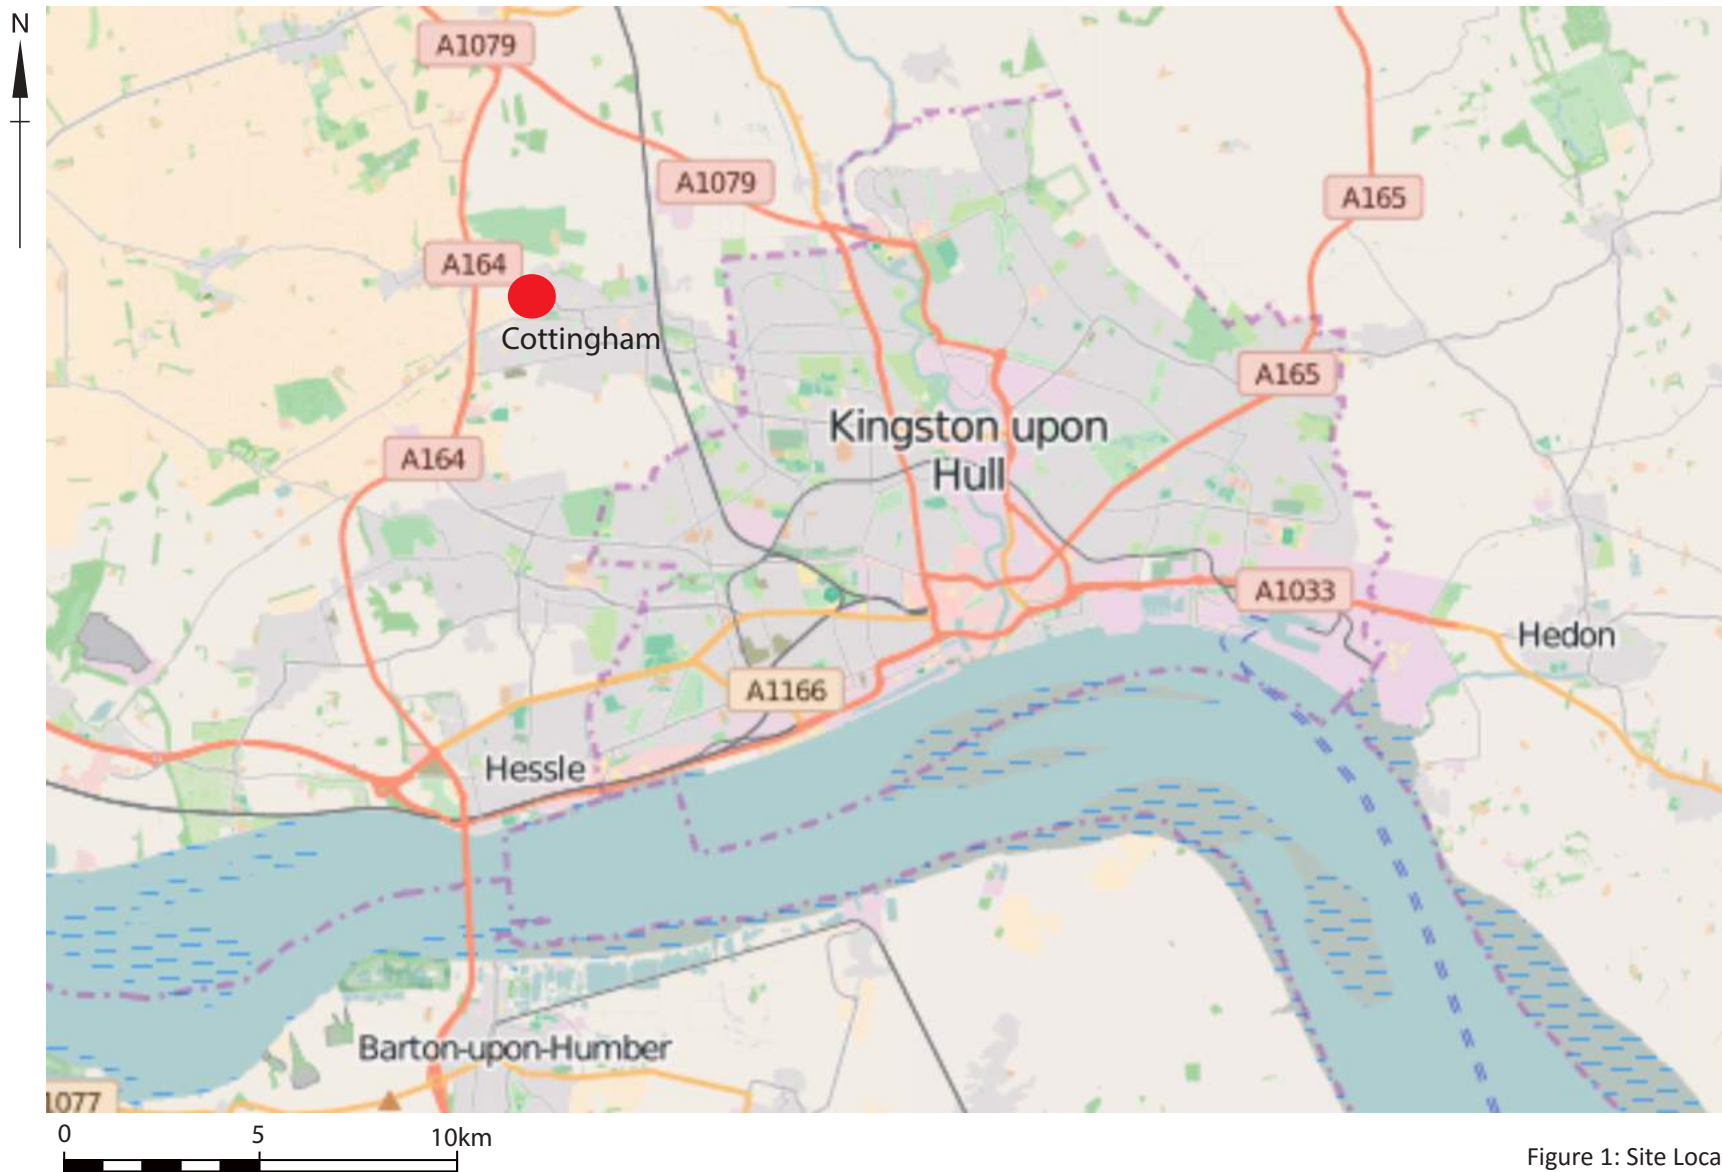 N
A1079
A1079
A165
A164
Cottingham
A165
Kingston upon
Hull
A164
A1033
Hedon
A1166
Hessle
Barton-upon-Humber
1077
0 5 10km
Figure 1: Site Loca